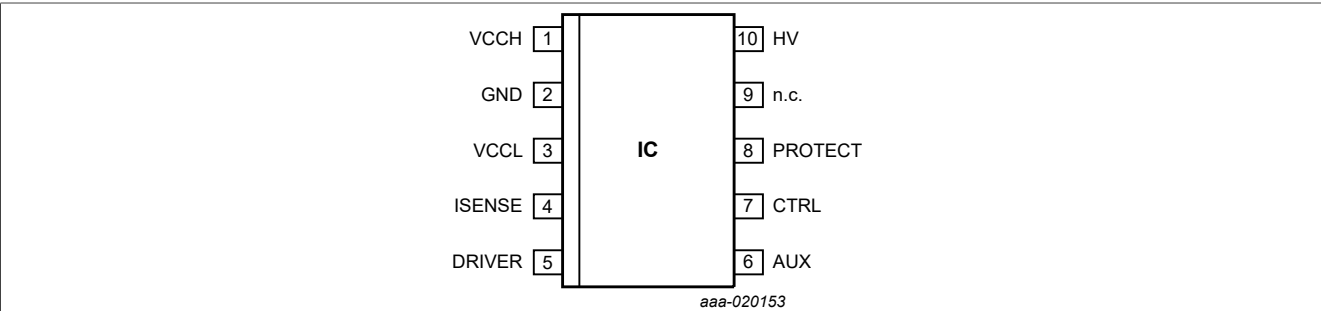 VCCH 1 10 HV
GND 2 9 n.c.
VCCL 3 IC 8 PROTECT
ISENSE 4 7 CTRL
DRIVER 5 6 AUX
aaa-020153